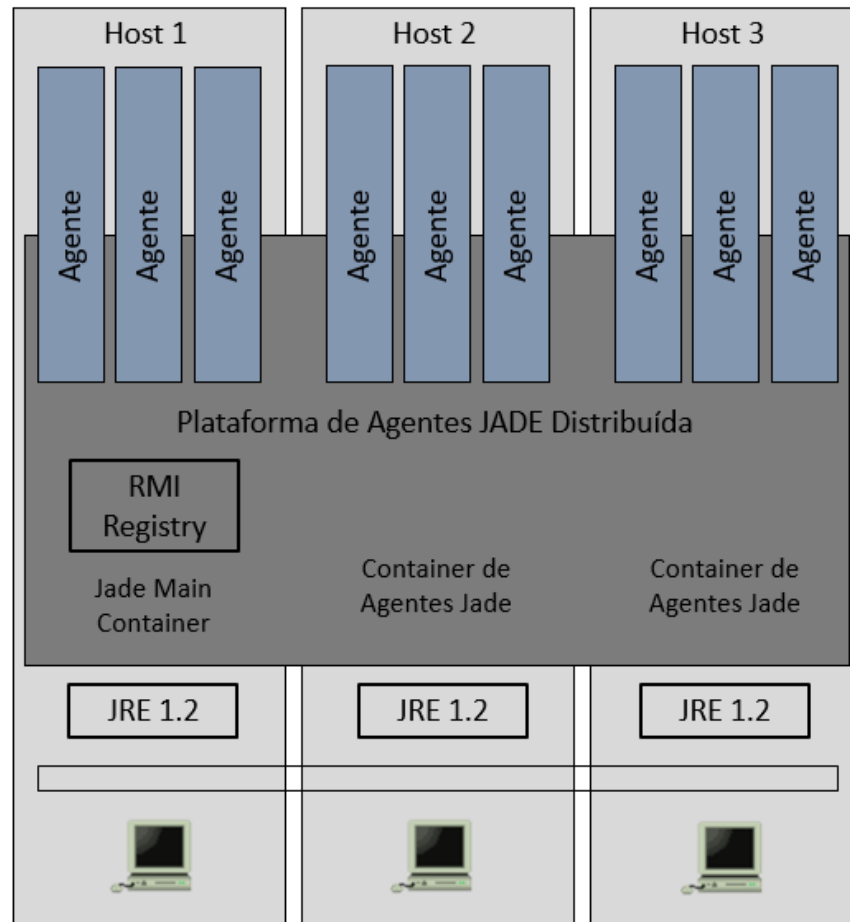 Host 1
Host 2
Host 3
Agente
Agente
Agente
Agente
Agente
Agente
Agente
Agente
Agente
Plataforma de Agentes JADE Distribuída
RMI
Registry
Jade Main
Container
Container de
Agentes Jade
Container de
Agentes Jade
JRE 1.2
JRE 1.2
JRE 1.2